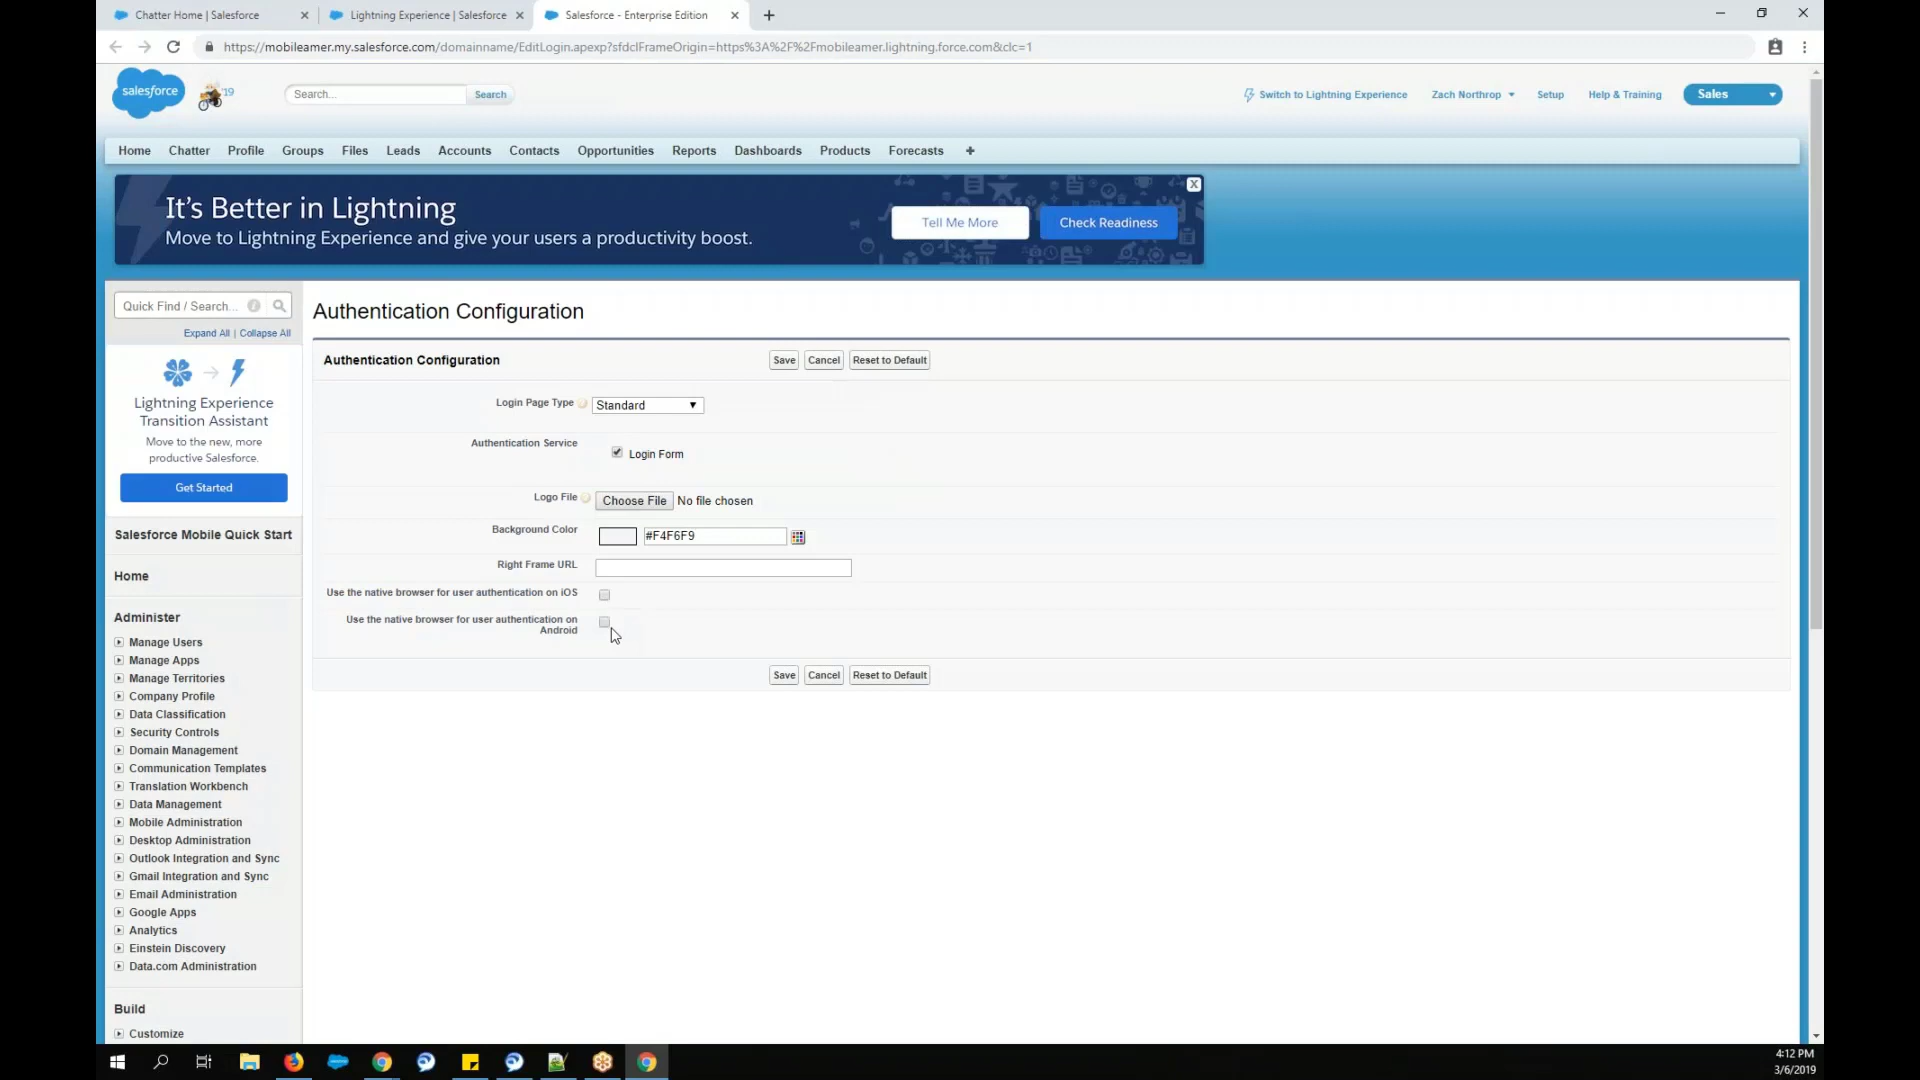 Chatter Home | Salesforce
Lightning Experience | Salesforce
Salesforce - Enterprise Edition
https://mobileamer.my.salesforce.com/domainname/EditLogin.apexp?sfdcIFrameOrigin=https%3A%2F%2Fmobileamer.lightning.force.com&clc=1
salesforce
'19
Search...
Search
Switch to Lightning Experience
Zach Northrop
Setup
Help & Training
Sales
Home
Chatter
Profile
Groups
Files
Leads
Accounts
Contacts
Opportunities
Reports
Dashboards
Products
Forecasts
+
It's Better in Lightning
Move to Lightning Experience and give your users a productivity boost.
Tell Me More
Check Readiness
X
Quick Find / Search...
Expand All | Collapse All
Lightning Experience
Transition Assistant
Move to the new, more
productive Salesforce.
Get Started
Salesforce Mobile Quick Start
Home
Administer
Manage Users
Manage Apps
Manage Territories
Company Profile
Data Classification
Security Controls
Domain Management
Communication Templates
Translation Workbench
Data Management
Mobile Administration
Desktop Administration
Outlook Integration and Sync
Gmail Integration and Sync
Email Administration
Google Apps
Analytics
Einstein Discovery
Data.com Administration
Build
Customize
Authentication Configuration
Authentication Configuration
Save
Cancel
Reset to Default
Login Page Type
Standard
Authentication Service
Login Form
Logo File
Choose File
No file chosen
Background Color
#F4F6F9
Right Frame URL
Use the native browser for user authentication on iOS
Use the native browser for user authentication on
Android
Save
Cancel
Reset to Default
4:12 PM
3/6/2019